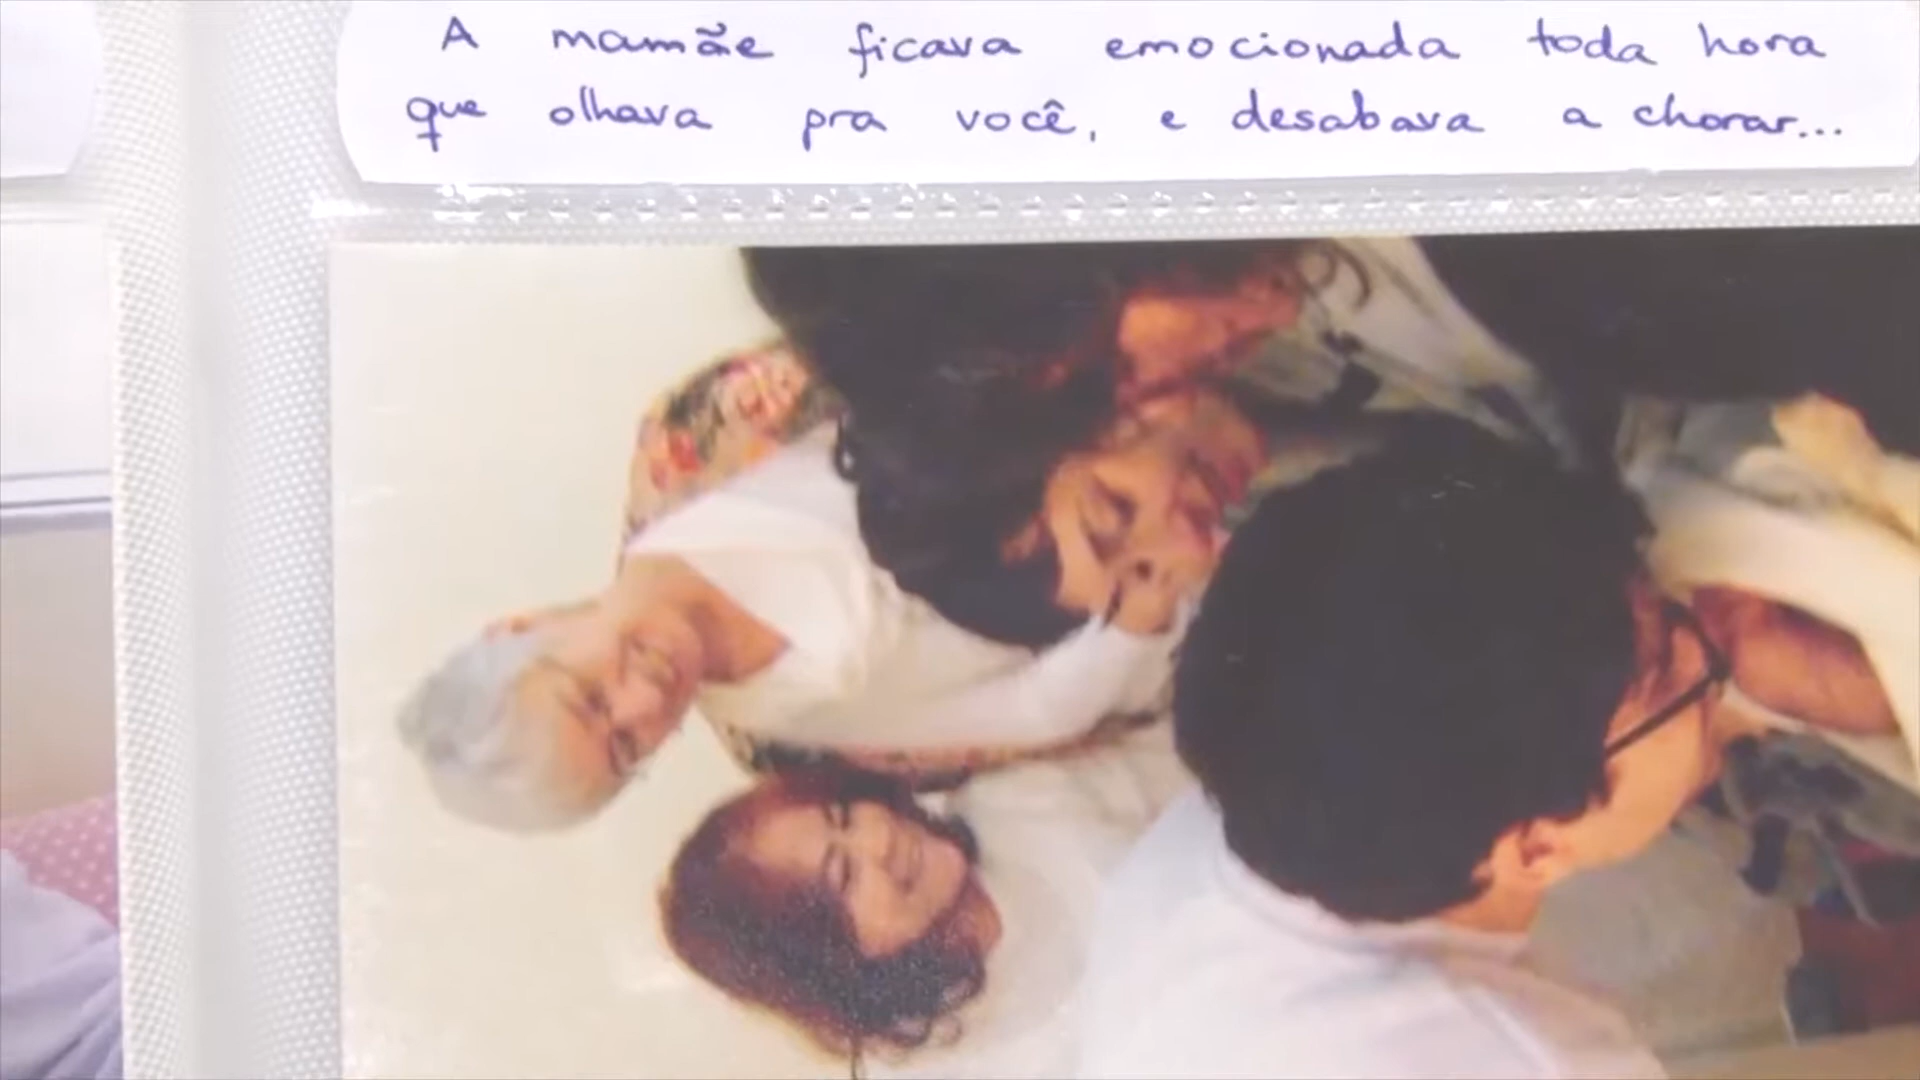 A mamãe ficava emocionada toda hora
que olhava pra você, e desabava a chorar...